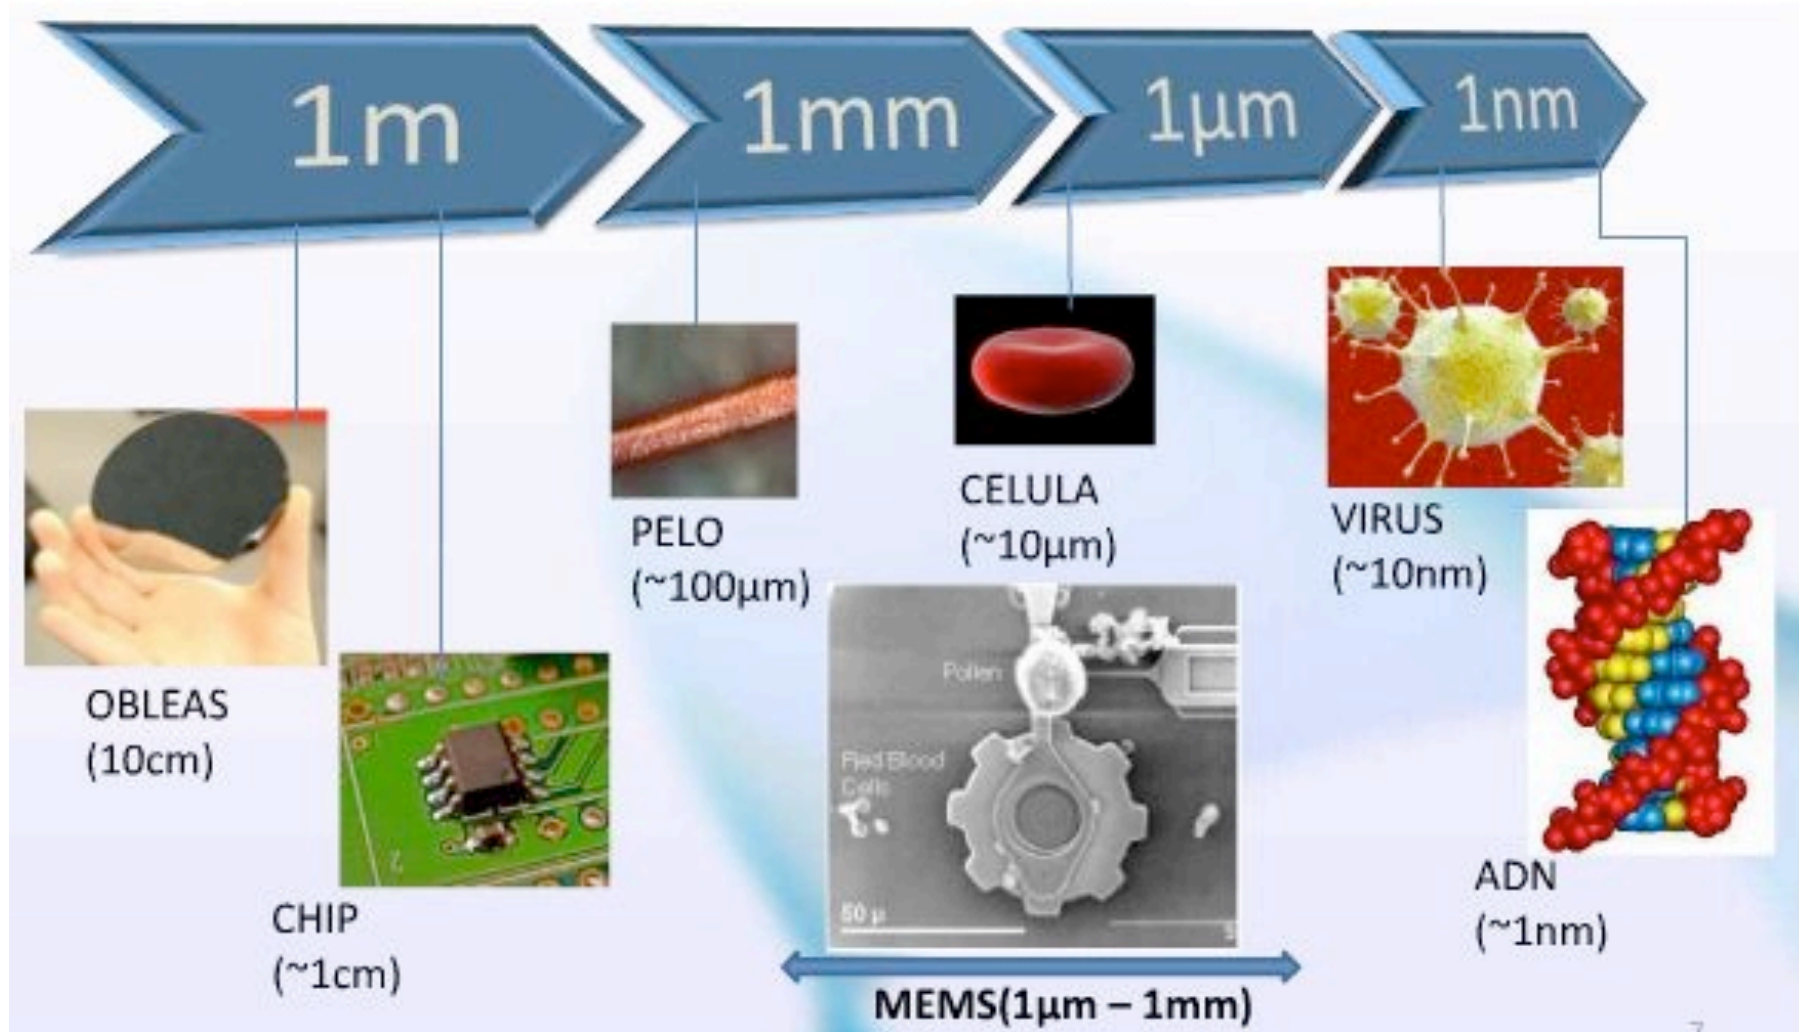 1m
1mm
1µm
1nm
OBLEAS
(10cm)
CHIP
(~1cm)
PELO
(~100µm)
CELULA
(~10µm)
Pollen
Red Blood
Cells
50 µ
MEMS(1µm – 1mm)
VIRUS
(~10nm)
ADN
(~1nm)
7